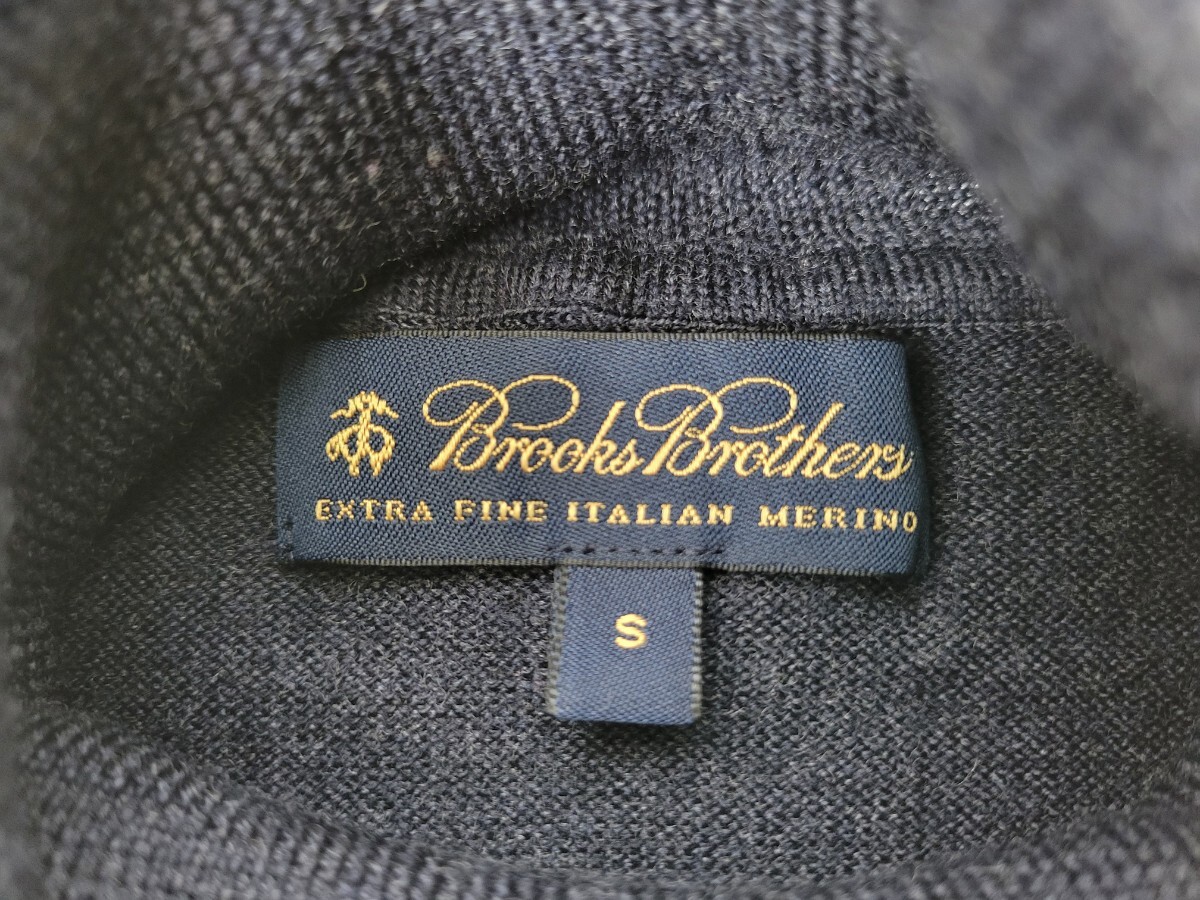 Brooks Brothers
EXTRA FINE ITALIAN MERINO
S